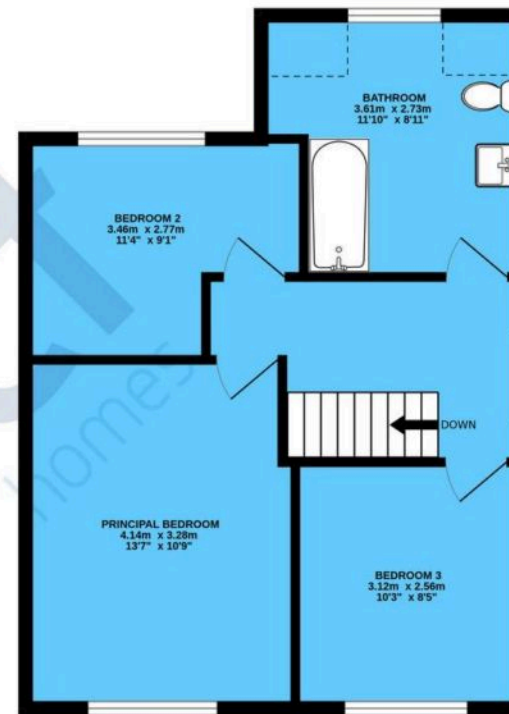 BATHROOM
3.61m x 2.73m
11'10" x 8'11"
BEDROOM 2
3.46m x 2.77m
11'4" x 9'1"
DOWN
PRINCIPAL BEDROOM
4.14m x 3.28m
13'7" x 10'9"
BEDROOM 3
3.12m x 2.56m
10'3" x 8'5"
homes